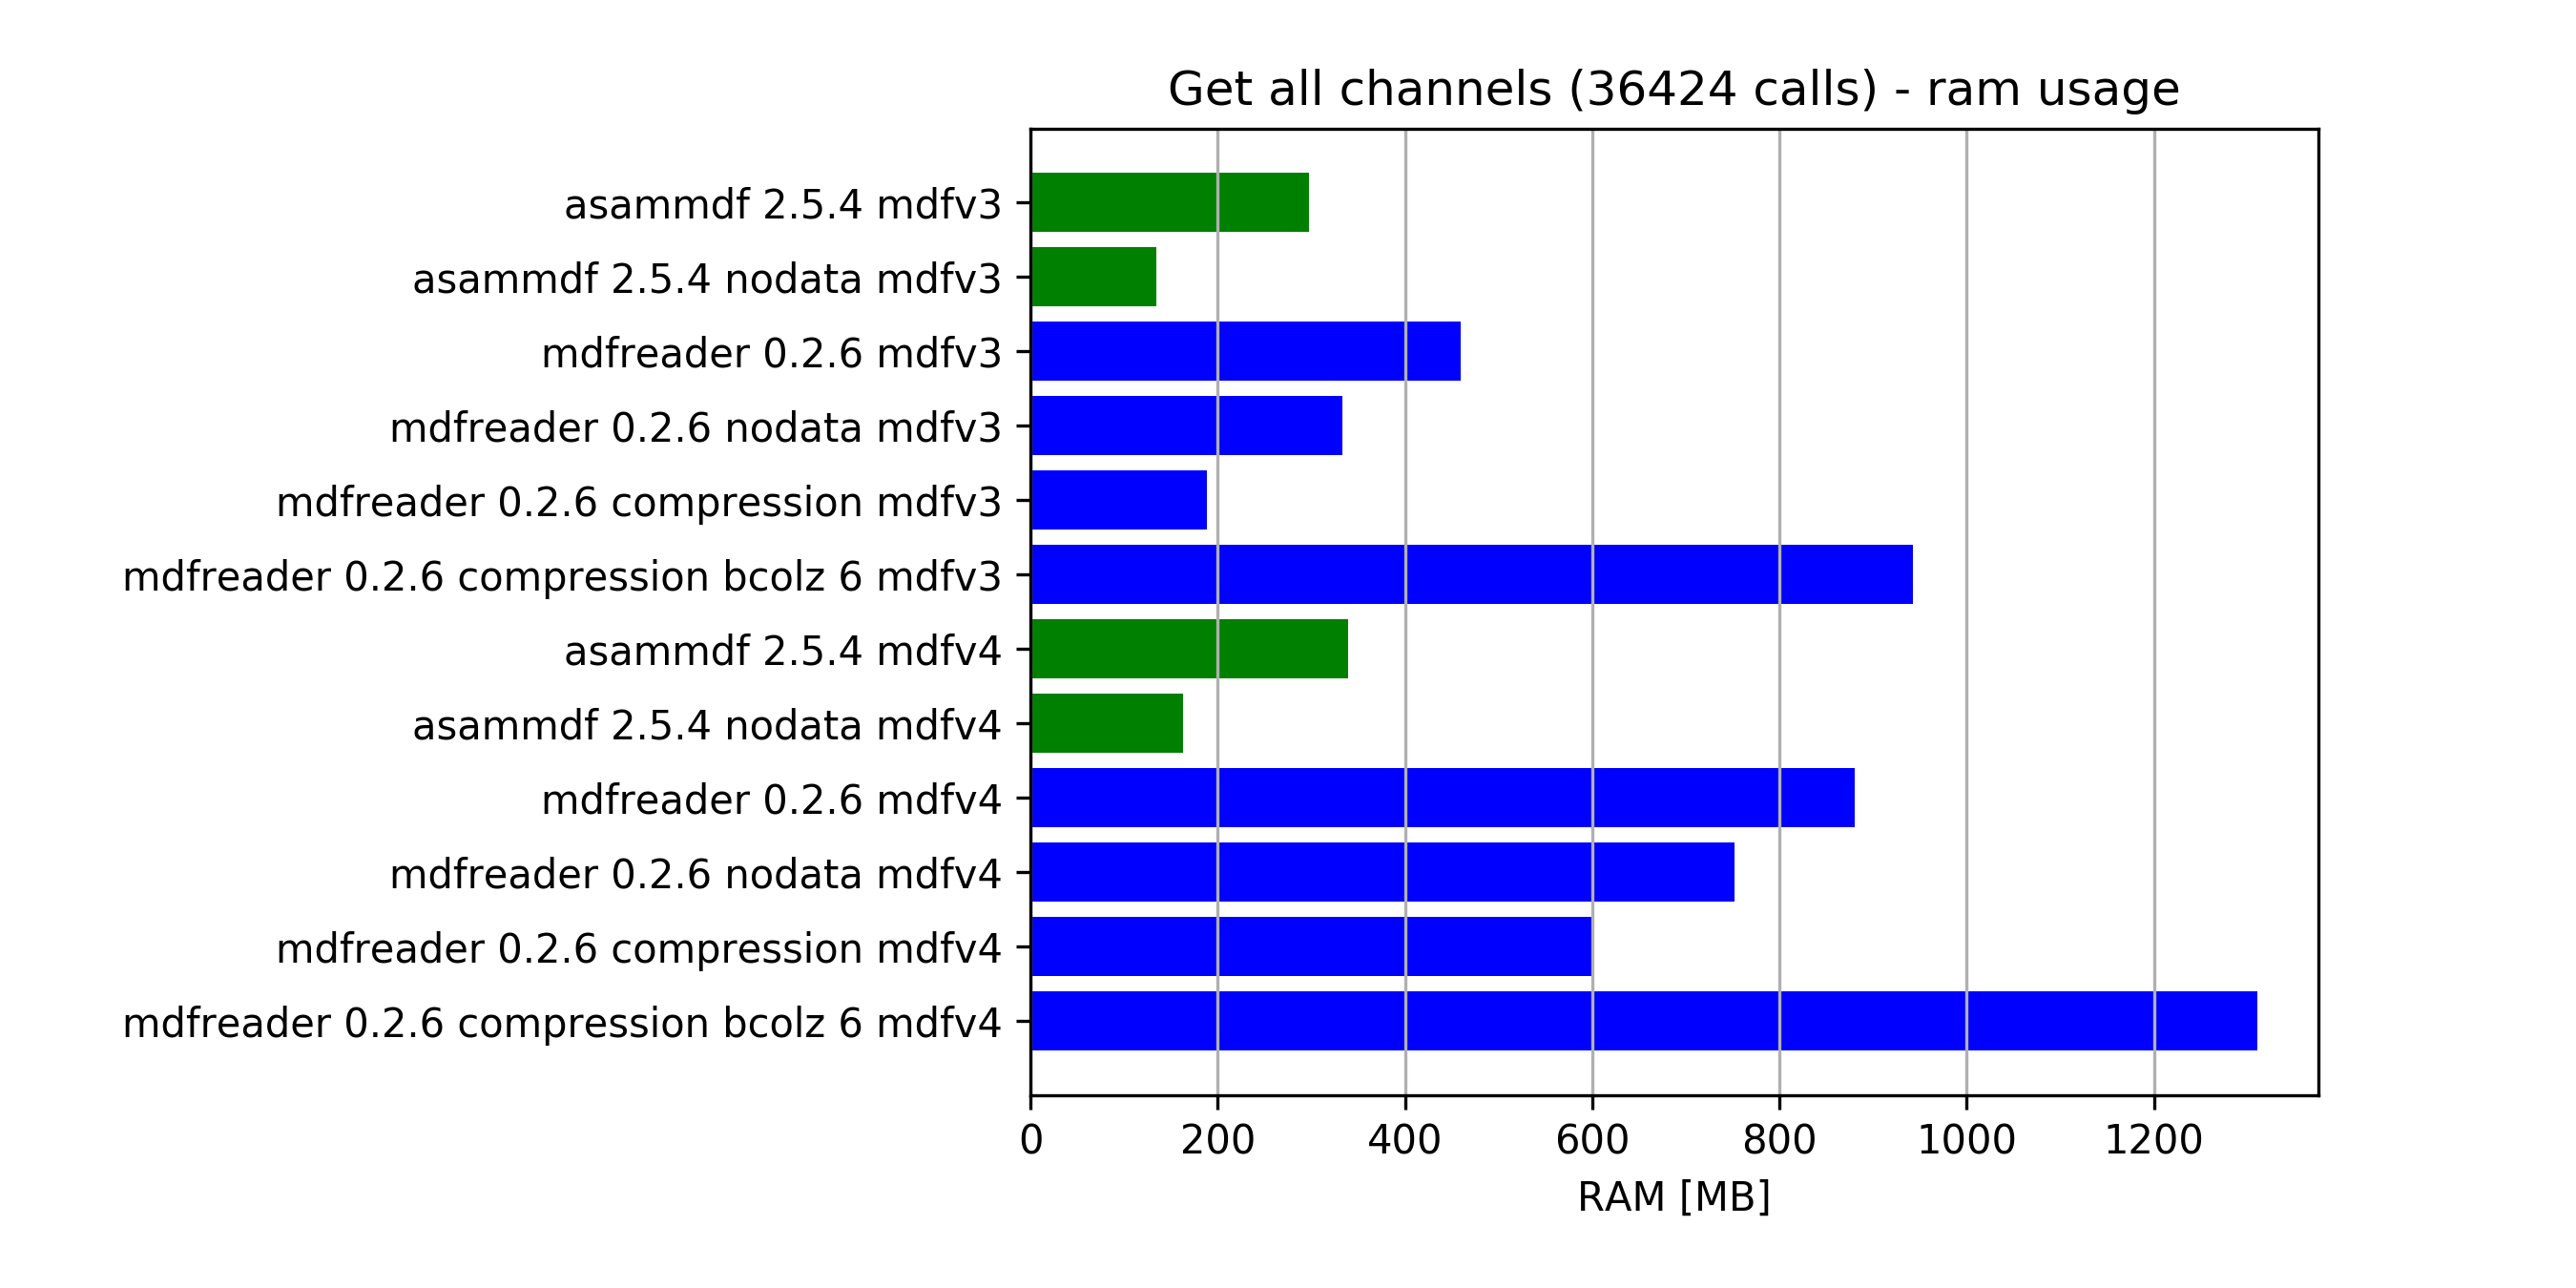 Get all channels (36424 calls) - ram usage
asammdf 2.5.4 mdfv3
asammdf 2.5.4 nodata mdfv3
mdfreader 0.2.6 mdfv3
mdfreader 0.2.6 nodata mdfv3
mdfreader 0.2.6 compression mdfv3
mdfreader 0.2.6 compression bcolz 6 mdfv3
asammdf 2.5.4 mdfv4
asammdf 2.5.4 nodata mdfv4
mdfreader 0.2.6 mdfv4
mdfreader 0.2.6 nodata mdfv4
mdfreader 0.2.6 compression mdfv4
mdfreader 0.2.6 compression bcolz 6 mdfv4
0 200 400 600 800 1000 1200
RAM [MB]